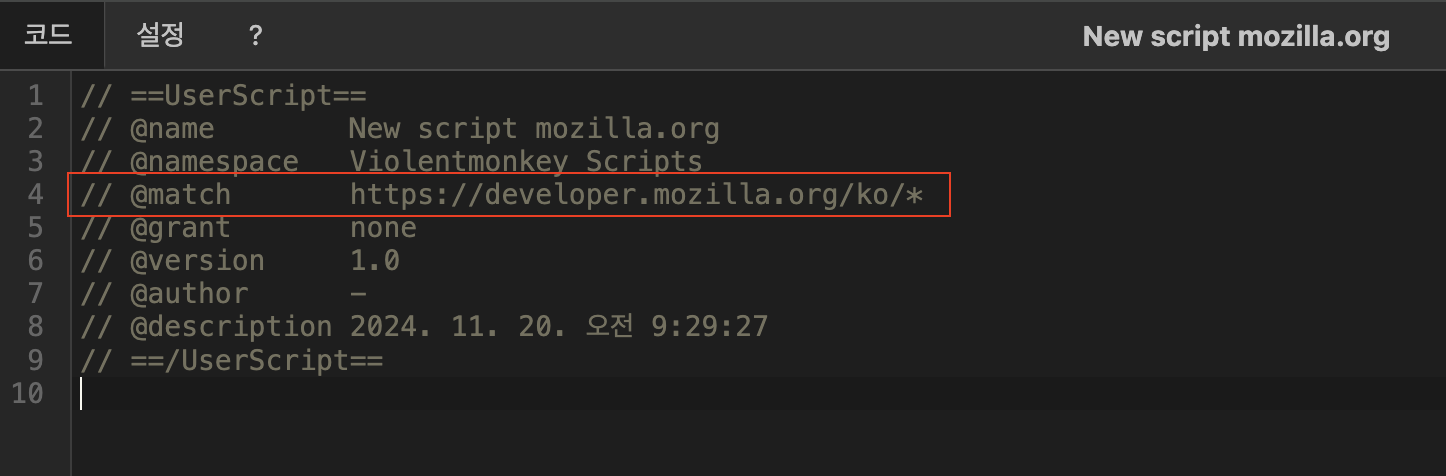 코드 설정 ? New script mozilla.org
1 // ==UserScript==
2 // @name New script mozilla.org
3 // @namespace Violentmonkey Scripts
4 // @match https://developer.mozilla.org/ko/*
5 // @grant none
6 // @version 1.0
7 // @author -
8 // @description 2024. 11. 20. 오전 9:29:27
9 // ==/UserScript==
10